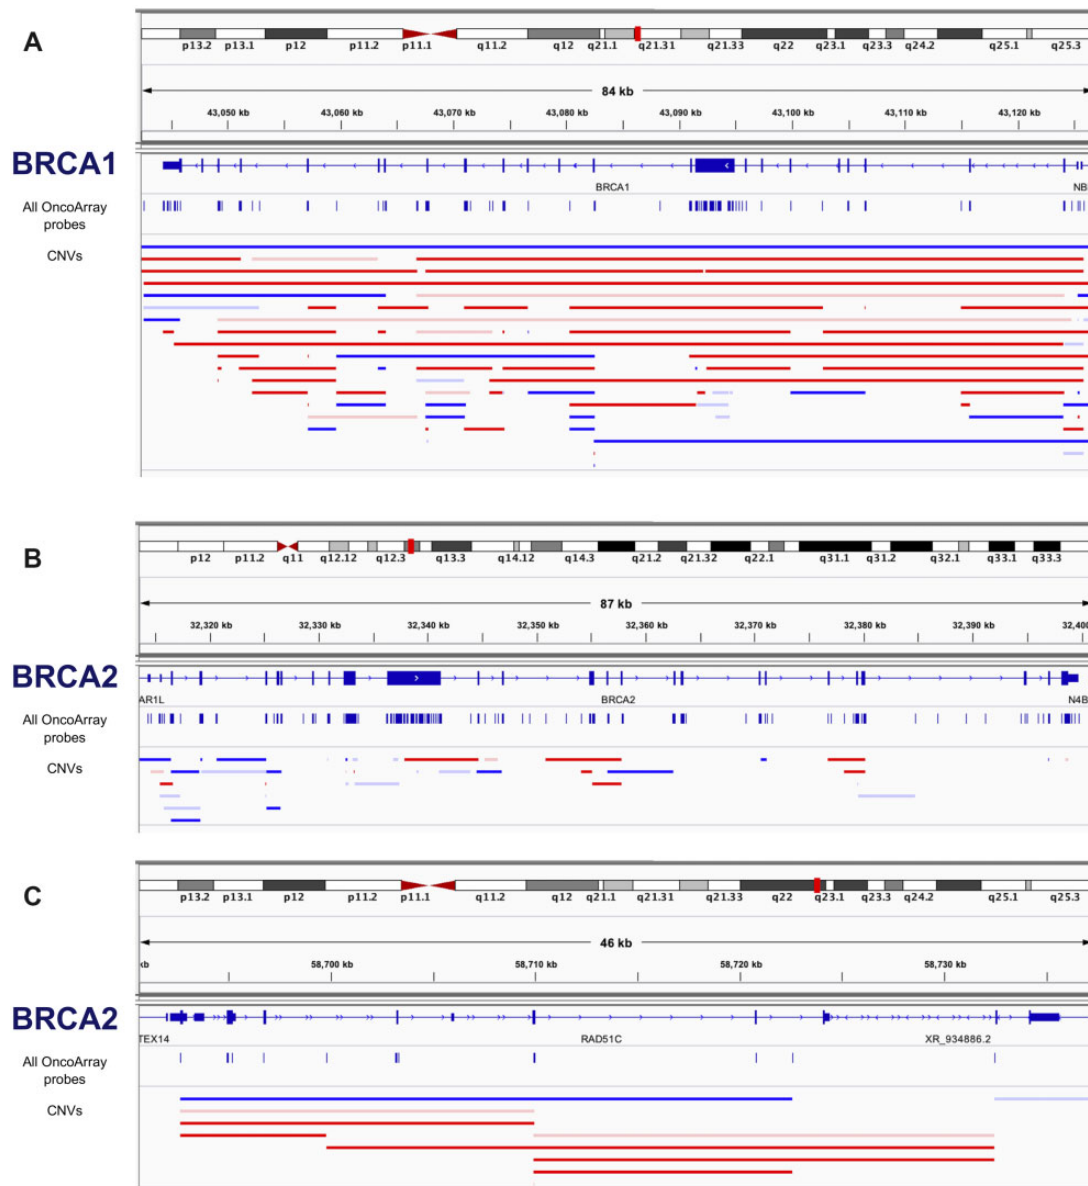 A
p13.2 p13.1 p12 p11.2 p11.1 q11.2 q12 q21.1 q21.31 q21.33 q22 q23.1 q23.3 q24.2 q25.1 q25.3
84 kb
43,050 kb 43,060 kb 43,070 kb 43,080 kb 43,090 kb 43,100 kb 43,110 kb 43,120 kb
BRCA1
BRCA1 NB
All OncoArray
probes
CNVs
B
p12 p11.2 q11 q12.12 q12.3 q13.3 q14.12 q14.3 q21.2 q21.32 q22.1 q31.1 q31.2 q32.1 q33.1 q33.3
87 kb
32,320 kb 32,330 kb 32,340 kb 32,350 kb 32,360 kb 32,370 kb 32,380 kb 32,390 kb 32,400
BRCA2
AR1L BRCA2 N4B
All OncoArray
probes
CNVs
C
p13.2 p13.1 p12 p11.2 p11.1 q11.2 q12 q21.1 q21.31 q21.33 q22 q23.1 q23.3 q24.2 q25.1 q25.3
46 kb
kb 58,700 kb 58,710 kb 58,720 kb 58,730 kb
BRCA2
TEX14 RAD51C XR_934886.2
All OncoArray
probes
CNVs